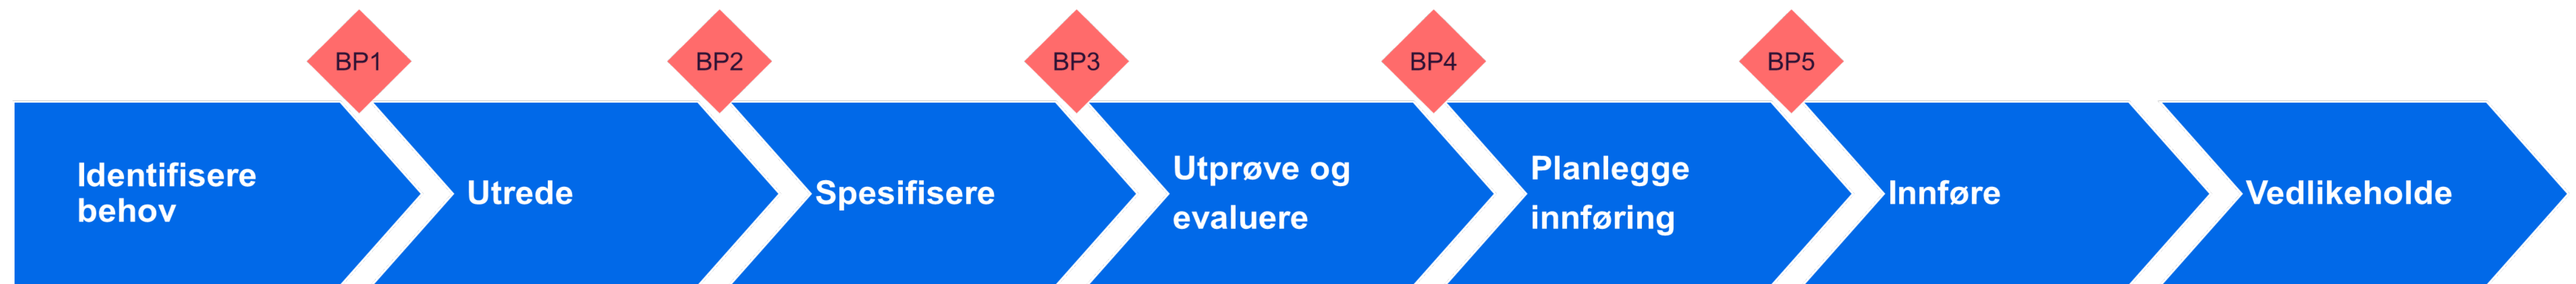 BP1
BP2
BP3
BP4
BP5
Identifisere
behov
Utrede
Spesifisere
Utprøve og
evaluere
Planlegge
innføring
Innføre
Vedlikeholde